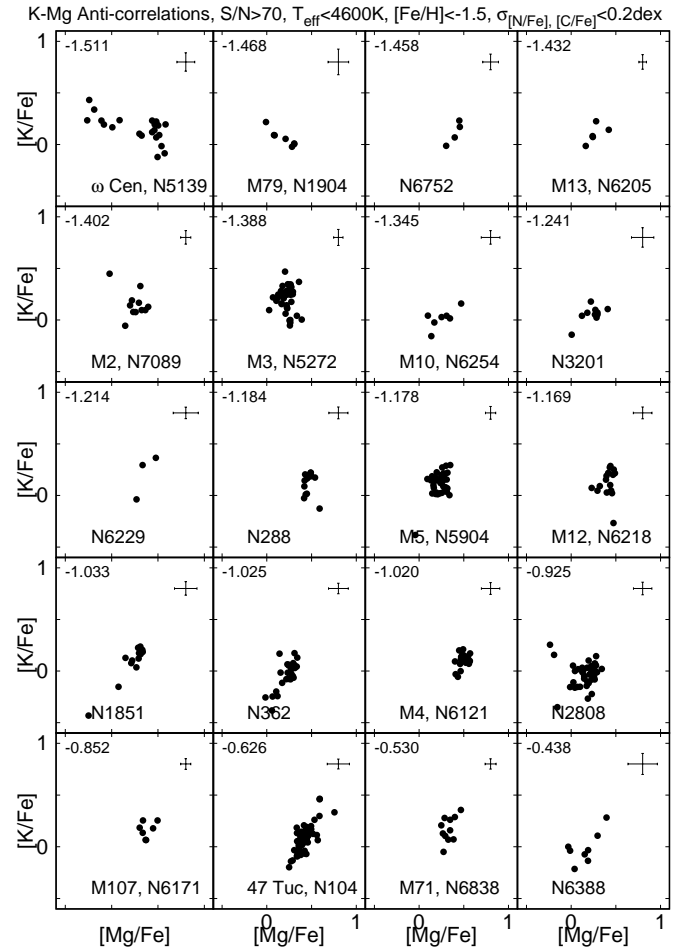 K-Mg Anti-correlations, S/N>70, T_eff<4600K, [Fe/H]<-1.5, σ_[N/Fe], [C/Fe]<0.2dex
-1.511 -1.468 -1.458 -1.432
1
[K/Fe]
0
ω Cen, N5139 M79, N1904 N6752 M13, N6205
-1.402 -1.388 -1.345 -1.241
1
[K/Fe]
0
M2, N7089 M3, N5272 M10, N6254 N3201
-1.214 -1.184 -1.178 -1.169
1
[K/Fe]
0
N6229 N288 M5, N5904 M12, N6218
-1.033 -1.025 -1.020 -0.925
1
[K/Fe]
0
N1851 N362 M4, N6121 N2808
-0.852 -0.626 -0.530 -0.438
1
[K/Fe]
0
M107, N6171 47 Tuc, N104 M71, N6838 N6388
0 1 0 1
[Mg/Fe] [Mg/Fe] [Mg/Fe] [Mg/Fe]